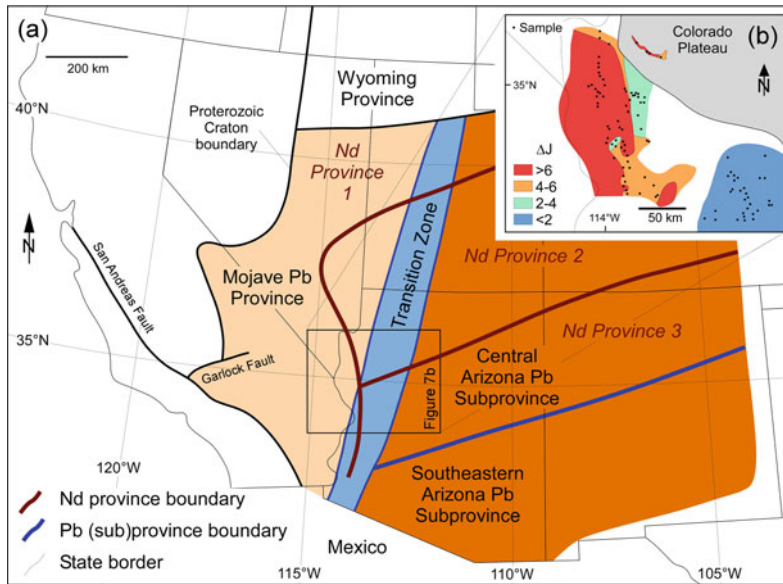 (a)
200 km
40°N
35°N
N
Wyoming
Province
Proterozoic
Craton
boundary
Nd
Province
1
San Andreas Fault
Mojave Pb
Province
Garlock Fault
Transition Zone
Nd Province 2
Nd Province 3
Central
Arizona Pb
Subprovince
Figure 7b
Southeastern
Arizona Pb
Subprovince
120°W
Nd province boundary
Pb (sub)province boundary
State border
Mexico
115°W
110°W
105°W
(b)
Sample
Colorado
Plateau
35°N
N
ΔJ
>6
4-6
2-4
<2
114°W
50 km